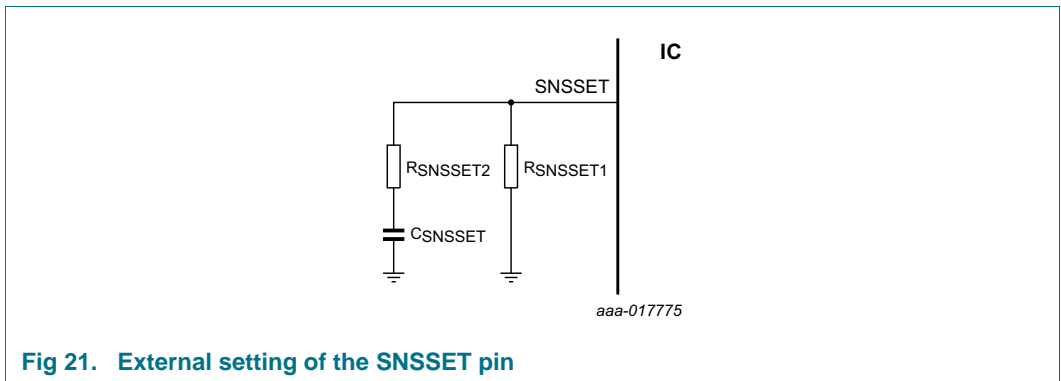 IC
SNSSET
RSNSSET2
RSNSSET1
CSNSSET
aaa-017775
Fig 21. External setting of the SNSSET pin